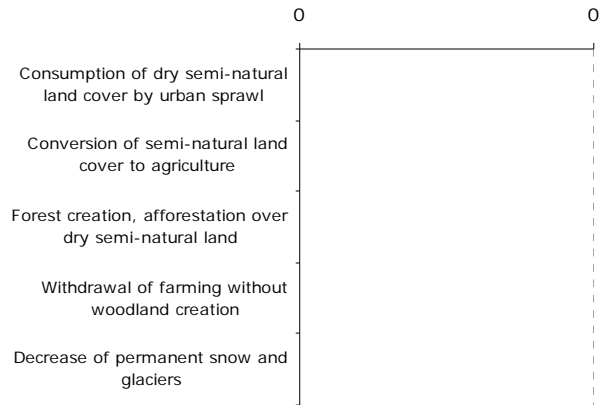 0 0
Consumption of dry semi-natural
land cover by urban sprawl
Conversion of semi-natural land
cover to agriculture
Forest creation, afforestation over
dry semi-natural land
Withdrawal of farming without
woodland creation
Decrease of permanent snow and
glaciers